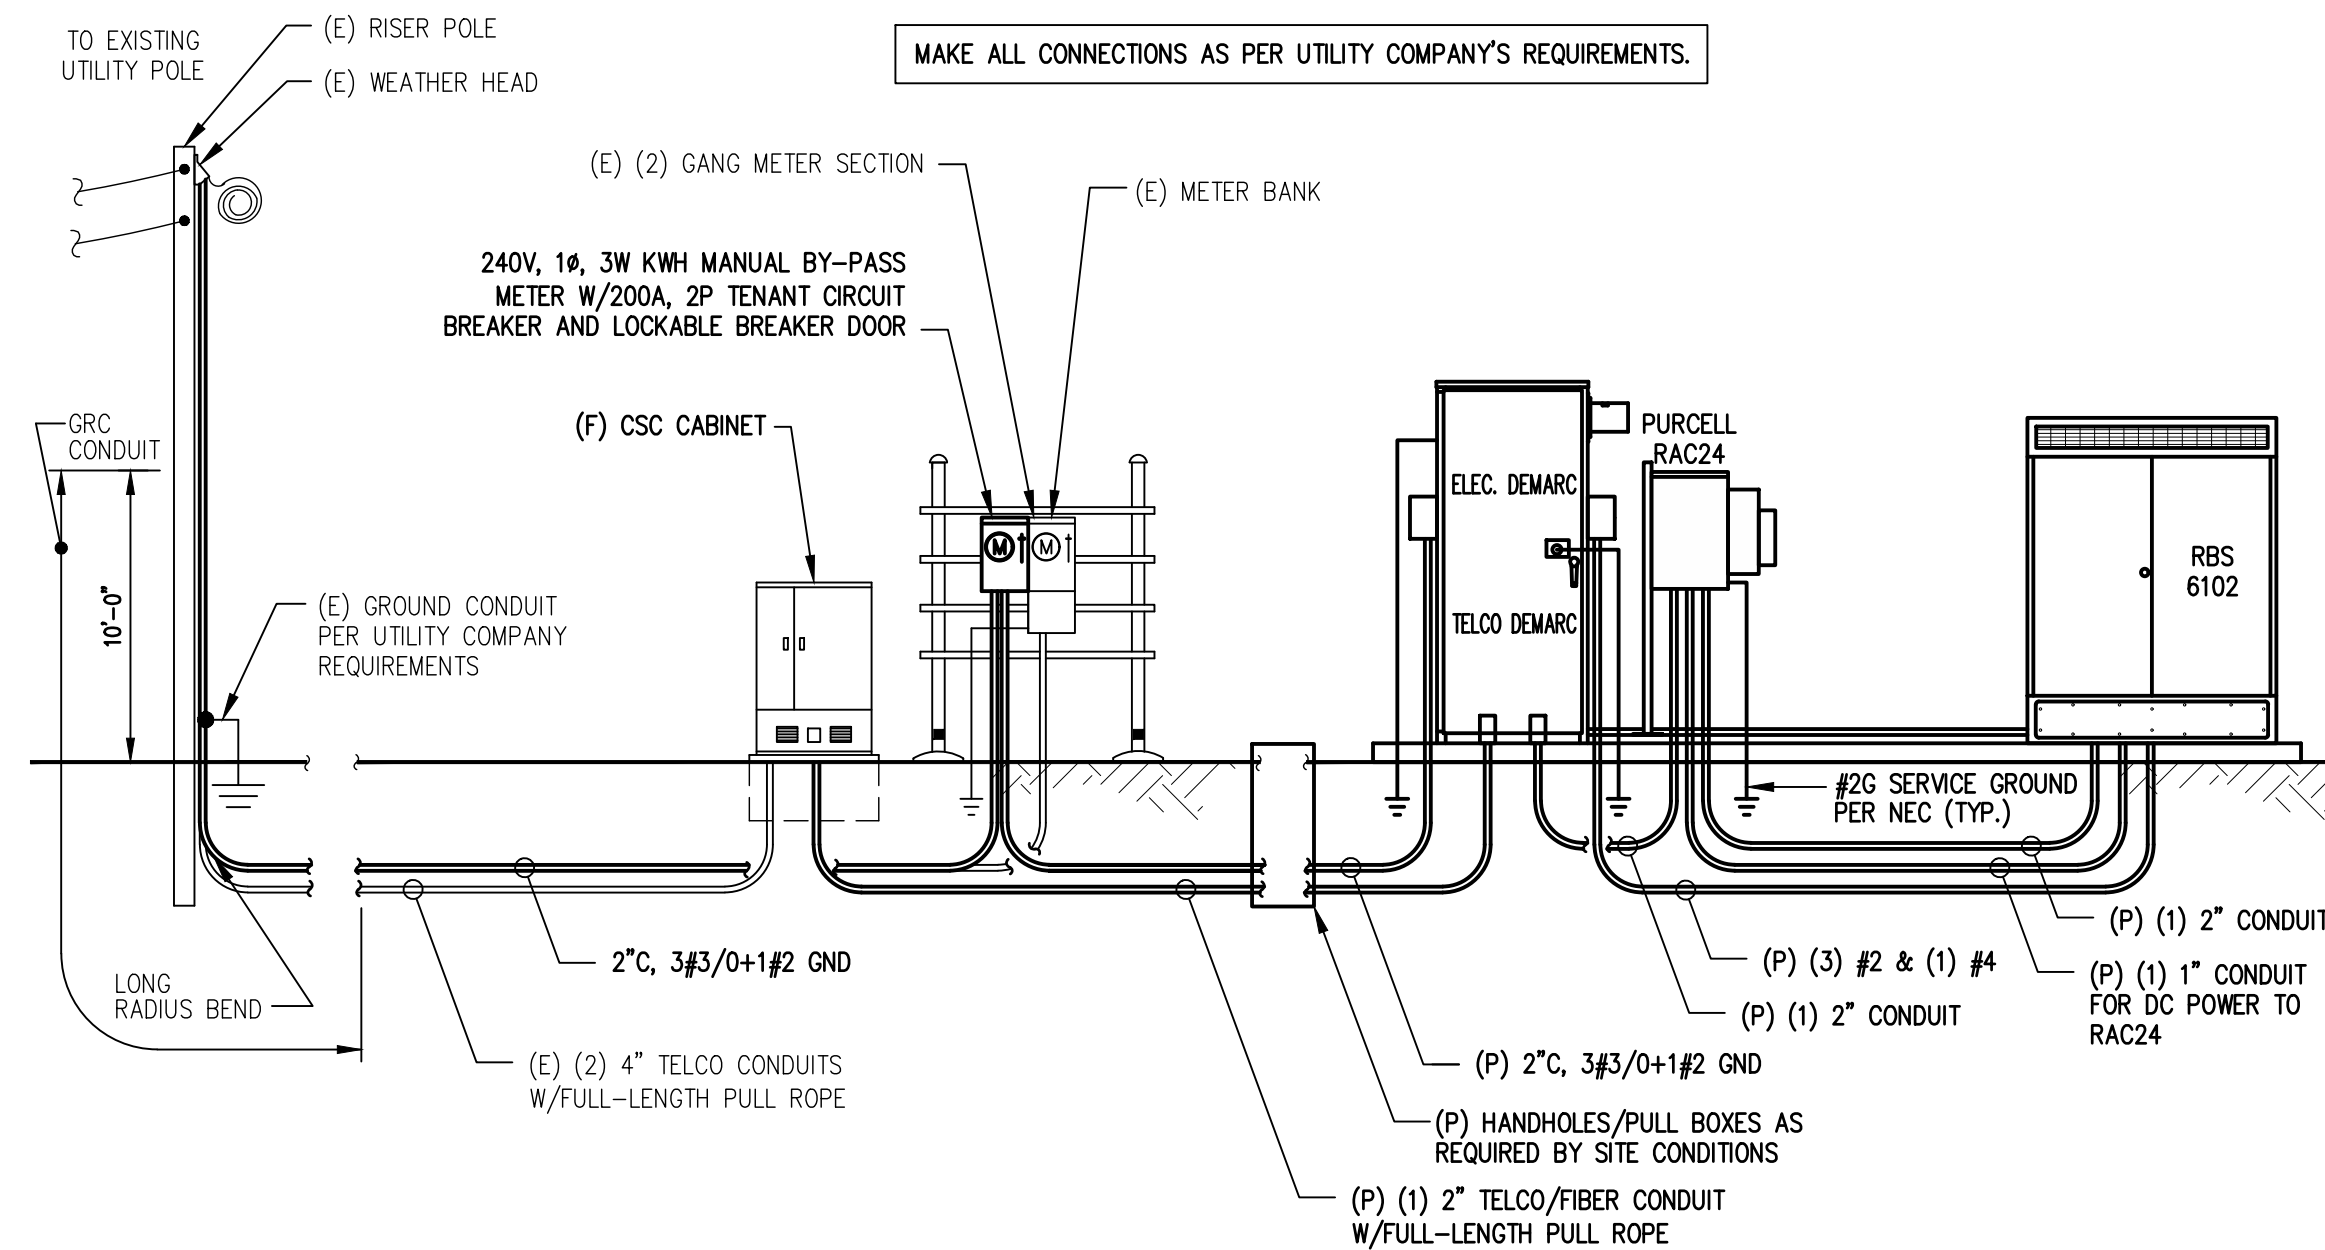 TO EXISTING
UTILITY POLE
(E) RISER POLE
(E) WEATHER HEAD
MAKE ALL CONNECTIONS AS PER UTILITY COMPANY'S REQUIREMENTS.
(E) (2) GANG METER SECTION
(E) METER BANK
240V, 1ø, 3W KWH MANUAL BY-PASS
METER W/200A, 2P TENANT CIRCUIT
BREAKER AND LOCKABLE BREAKER DOOR
GRC
CONDUIT
(F) CSC CABINET
PURCELL
RAC24
ELEC. DEMARC
M
M
TELCO DEMARC
RBS
6102
10'-0"
(E) GROUND CONDUIT
PER UTILITY COMPANY
REQUIREMENTS
#2G SERVICE GROUND
PER NEC (TYP.)
LONG
RADIUS BEND
2"C, 3#3/0+1#2 GND
(E) (2) 4" TELCO CONDUITS
W/FULL-LENGTH PULL ROPE
(P) (1) 2" CONDUIT
(P) (3) #2 & (1) #4
(P) (1) 1" CONDUIT
FOR DC POWER TO
RAC24
(P) (1) 2" CONDUIT
(P) 2"C, 3#3/0+1#2 GND
(P) HANDHOLES/PULL BOXES AS
REQUIRED BY SITE CONDITIONS
(P) (1) 2" TELCO/FIBER CONDUIT
W/FULL-LENGTH PULL ROPE